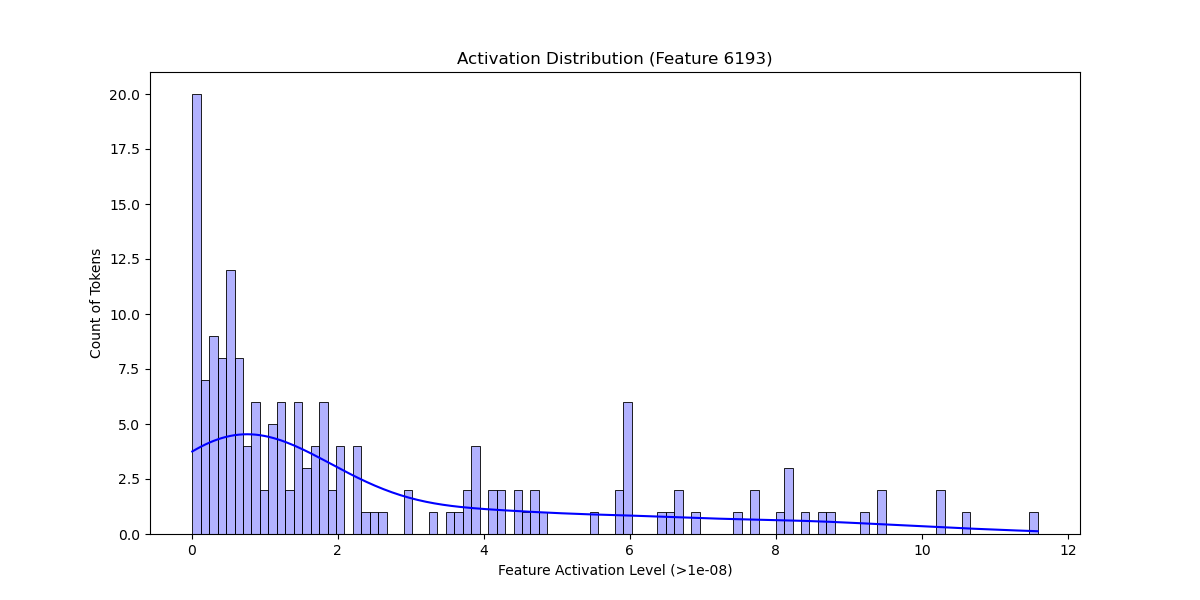 Activation Distribution (Feature 6193)
20.0
17.5
15.0
12.5
10.0
7.5
5.0
2.5
0.0
Count of Tokens
0 2 4 6 8 10 12
Feature Activation Level (>1e-08)